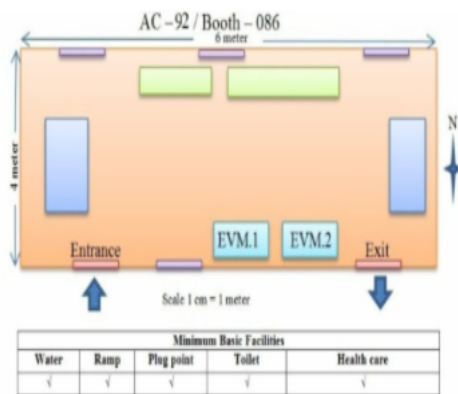 AC – 92 / Booth – 086
6 meter
4 meter
N
EVM.1 EVM.2
Entrance Exit
Scale 1 cm = 1 meter
Minimum Basic Facilities
Water Ramp Plug point Toilet Health care
√ √ √ √ √